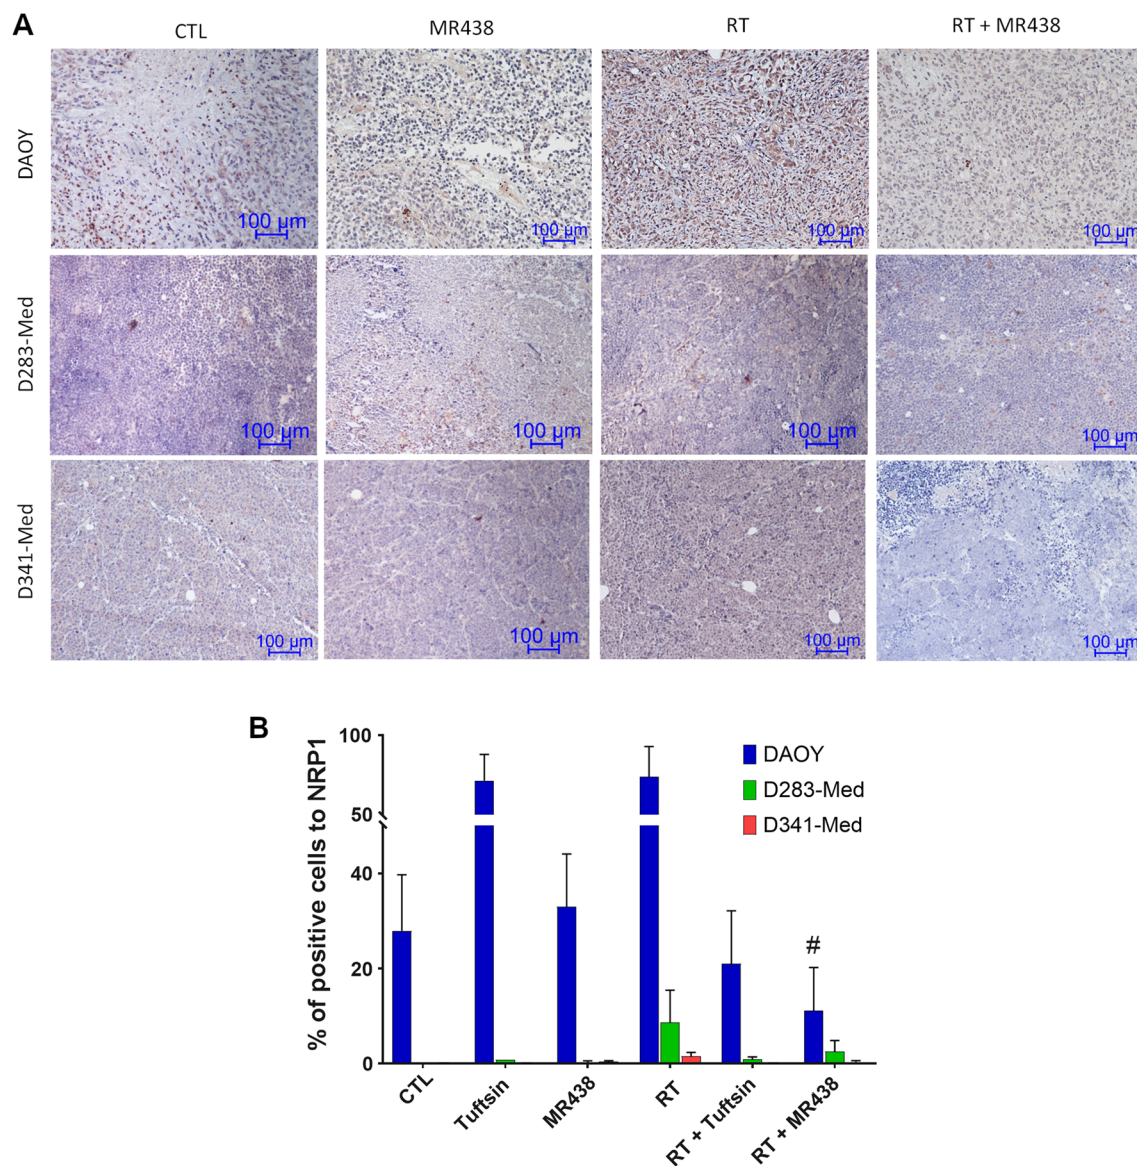 A
CTL MR438 RT RT + MR438
DAOY
100 µm 100 µm 100 µm 100 µm
D283-Med
100 µm 100 µm 100 µm 100 µm
D341-Med
100 µm 100 µm 100 µm 100 µm
B
% of positive cells to NRP1
100
50
40
20
0
DAOY
D283-Med
D341-Med
#
CTL Tuftsin MR438 RT RT + Tuftsin RT + MR438